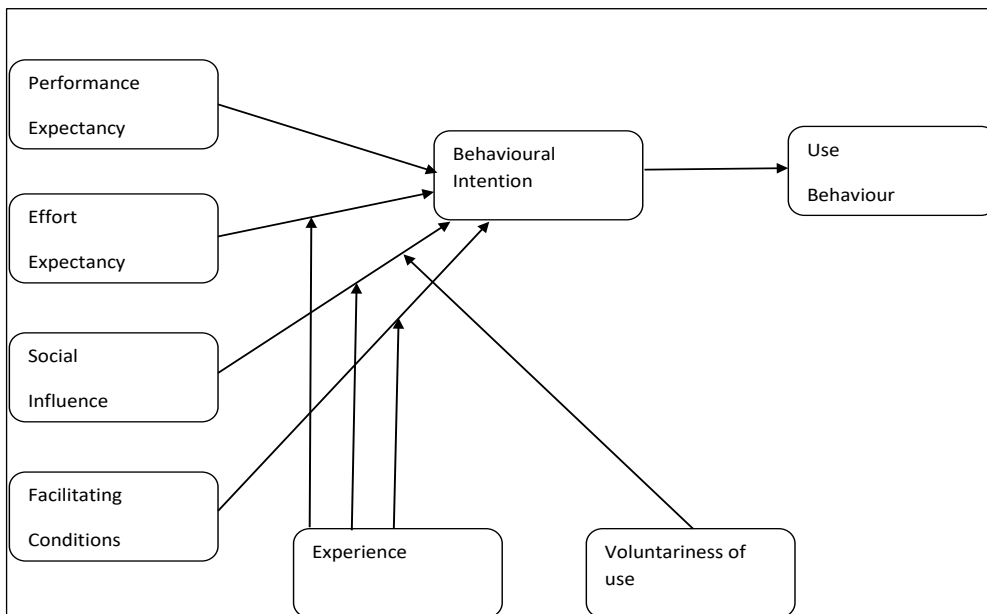 Performance
Expectancy
Behavioural
Intention
Use
Behaviour
Effort
Expectancy
Social
Influence
Facilitating
Conditions
Experience
Voluntariness of
use